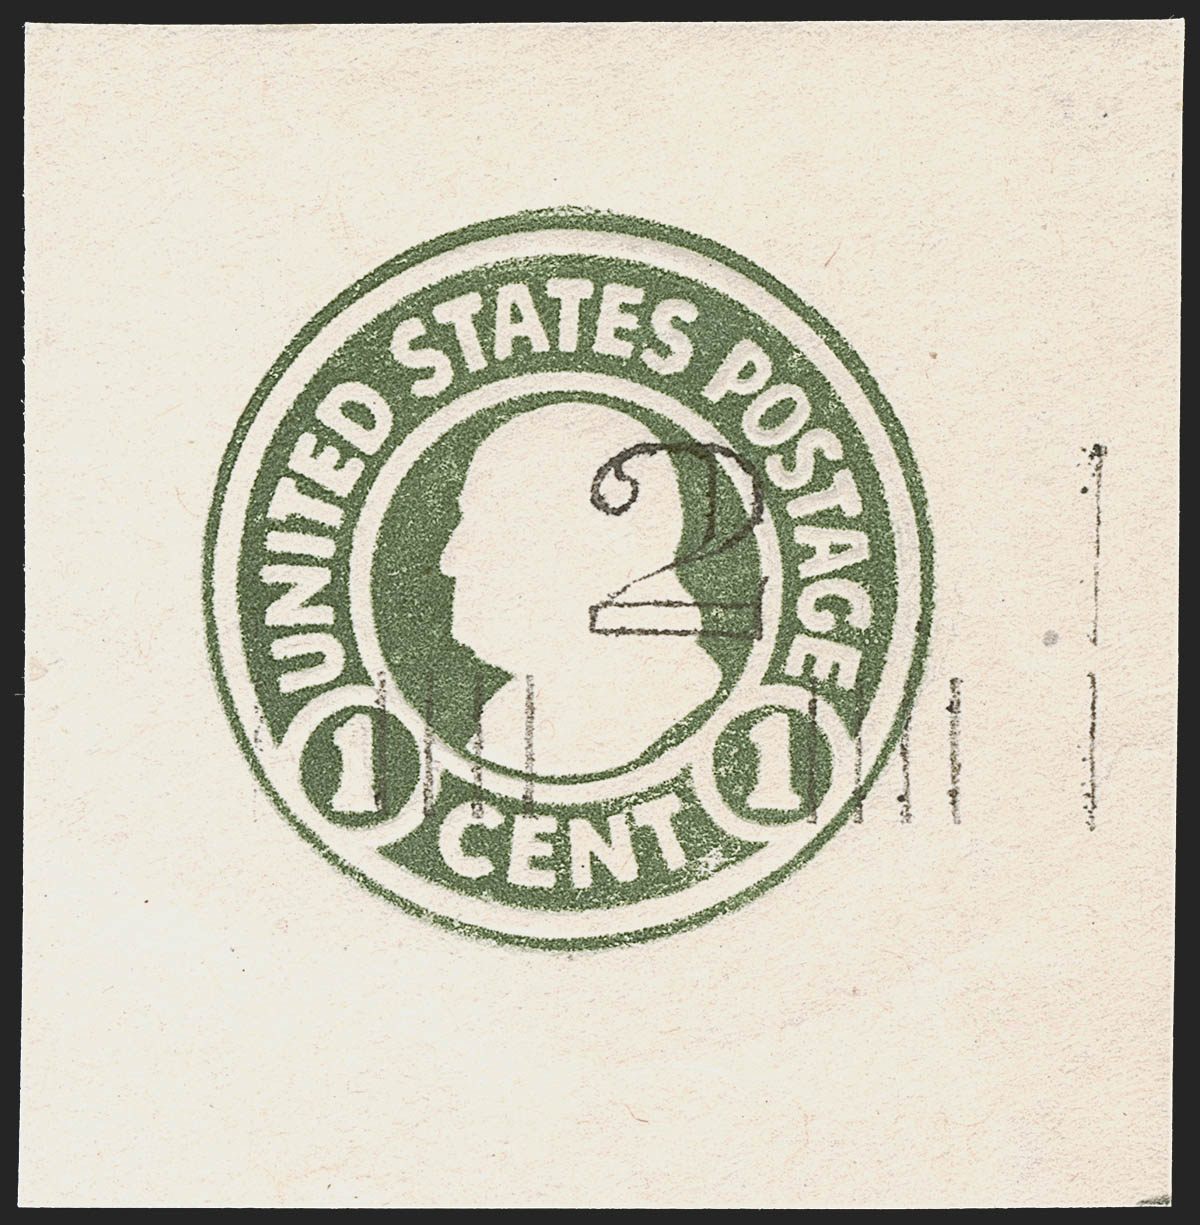 UNITED STATES POSTAGE
2
1 CENT 1